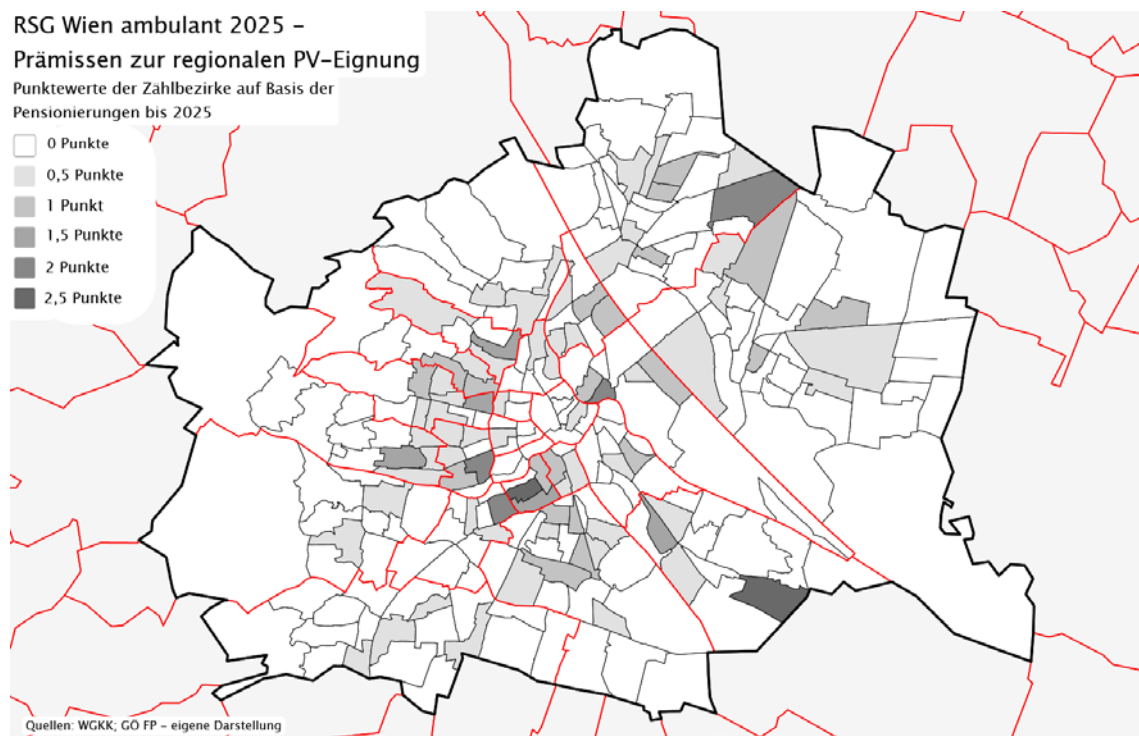 RSG Wien ambulant 2025 –
Prämissen zur regionalen PV-Eignung
Punktewerte der Zählbezirke auf Basis der
Pensionierungen bis 2025
0 Punkte
0,5 Punkte
1 Punkt
1,5 Punkte
2 Punkte
2,5 Punkte
Quellen: WGKK; GÖ FP – eigene Darstellung